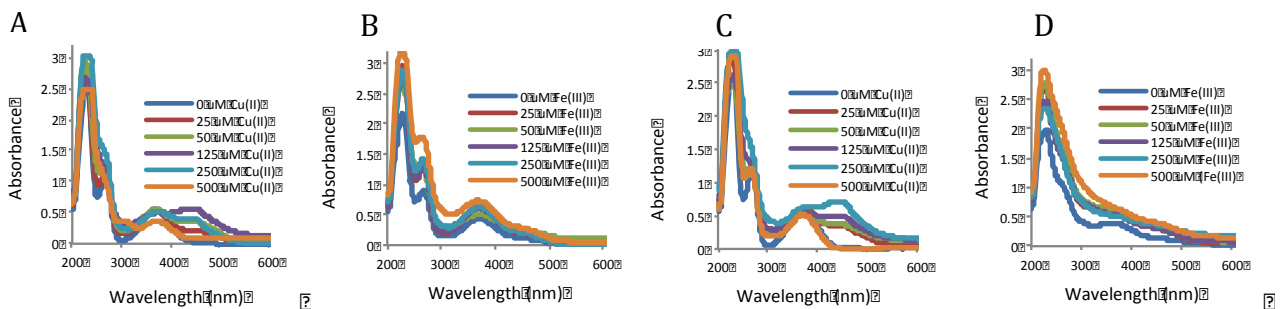 A
B
C
D
Absorbance⍰
3⍰
2.5⍰
2⍰
1.5⍰
1⍰
0.5⍰
0⍰
0⍰uM⍰Cu(II)⍰
25⍰uM⍰Cu(II)⍰
50⍰uM⍰Cu(II)⍰
125⍰uM⍰Cu(II)⍰
250⍰uM⍰Cu(II)⍰
500⍰uM⍰Cu(II)⍰
200⍰ 300⍰ 400⍰ 500⍰ 600⍰
Wavelength⍰(nm)⍰
⍰
Absorbance⍰
3⍰
2.5⍰
2⍰
1.5⍰
1⍰
0.5⍰
0⍰
0⍰uM⍰Fe(III)⍰
25⍰uM⍰Fe(III)⍰
50⍰uM⍰Fe(III)⍰
125⍰uM⍰Fe(III)⍰
250⍰uM⍰Fe(III)⍰
500⍰uM⍰Fe(III)⍰
200⍰ 300⍰ 400⍰ 500⍰ 600⍰
Wavelength⍰(nm)⍰
Absorbance⍰
3⍰
2.5⍰
2⍰
1.5⍰
1⍰
0.5⍰
0⍰
0⍰uM⍰Cu(II)⍰
25⍰uM⍰Cu(II)⍰
50⍰uM⍰Cu(II)⍰
125⍰uM⍰Cu(II)⍰
250⍰uM⍰Cu(II)⍰
500⍰uM⍰Cu(II)⍰
200⍰ 300⍰ 400⍰ 500⍰ 600⍰
Wavelength⍰(nm)⍰
Absorbance⍰
3⍰
2.5⍰
2⍰
1.5⍰
1⍰
0.5⍰
0⍰
0⍰uM⍰Fe(III)⍰
25⍰uM⍰Fe(III)⍰
50⍰uM⍰Fe(III)⍰
125⍰uM⍰Fe(III)⍰
250⍰uM⍰Fe(III)⍰
500⍰uM⍰(Fe(III)⍰
200⍰ 300⍰ 400⍰ 500⍰ 600⍰
Wavelength⍰(nm)⍰
⍰